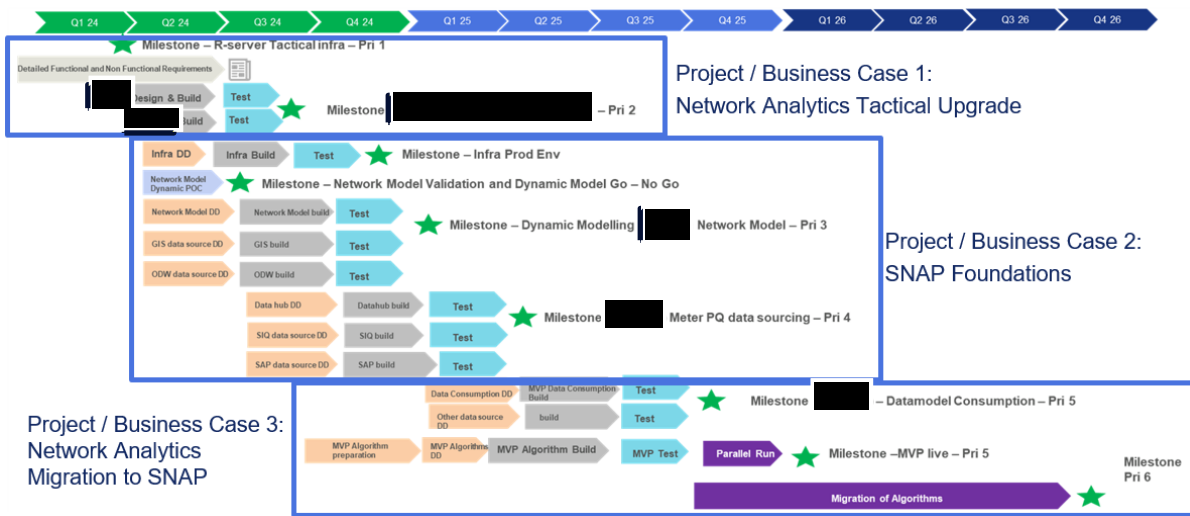 Q1 24
Q2 24
Q3 24
Q4 24
Q1 25
Q2 25
Q3 25
Q4 25
Q1 26
Q2 26
Q3 26
Q4 26
Milestone – R-server Tactical infra – Pri 1
Detailed Functional and Non Functional Requirements
Design & Build
Test
Build
Test
Milestone
– Pri 2
Project / Business Case 1:
Network Analytics Tactical Upgrade
Infra DD
Infra Build
Test
Milestone – Infra Prod Env
Network Model
Dynamic POC
Milestone – Network Model Validation and Dynamic Model Go – No Go
Network Model DD
Network Model build
Test
Milestone – Dynamic Modelling
Network Model – Pri 3
GIS data source DD
GIS build
Test
ODW data source DD
ODW build
Test
Project / Business Case 2:
SNAP Foundations
Data hub DD
Datahub build
Test
Milestone
Meter PQ data sourcing – Pri 4
SIQ data source DD
SIQ build
Test
SAP data source DD
SAP build
Test
Data Consumption DD
MVP Data Consumption
Build
Test
Milestone
– Datamodel Consumption – Pri 5
Other data source
DD
build
Test
Project / Business Case 3:
Network Analytics
Migration to SNAP
MVP Algorithm
preparation
MVP Algorithms
DD
MVP Algorithm Build
MVP Test
Parallel Run
Milestone –MVP live – Pri 5
Milestone
Pri 6
Migration of Algorithms